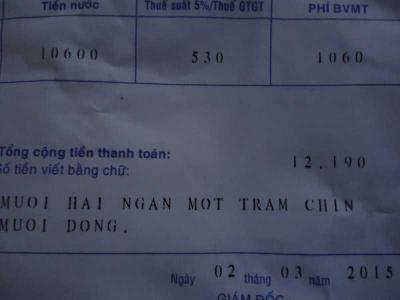 Tiền nước Thuế suất 5%/Thuế GTGT PHÍ BVMT
10600 530 1060
Tổng cộng tiền thanh toán: 12.190
Số tiền viết bằng chữ:
MUOI HAI NGAN MOT TRAM CHIN
MUOI DONG.
Ngày 02 tháng 03 năm 2015
GIÁM ĐỐC